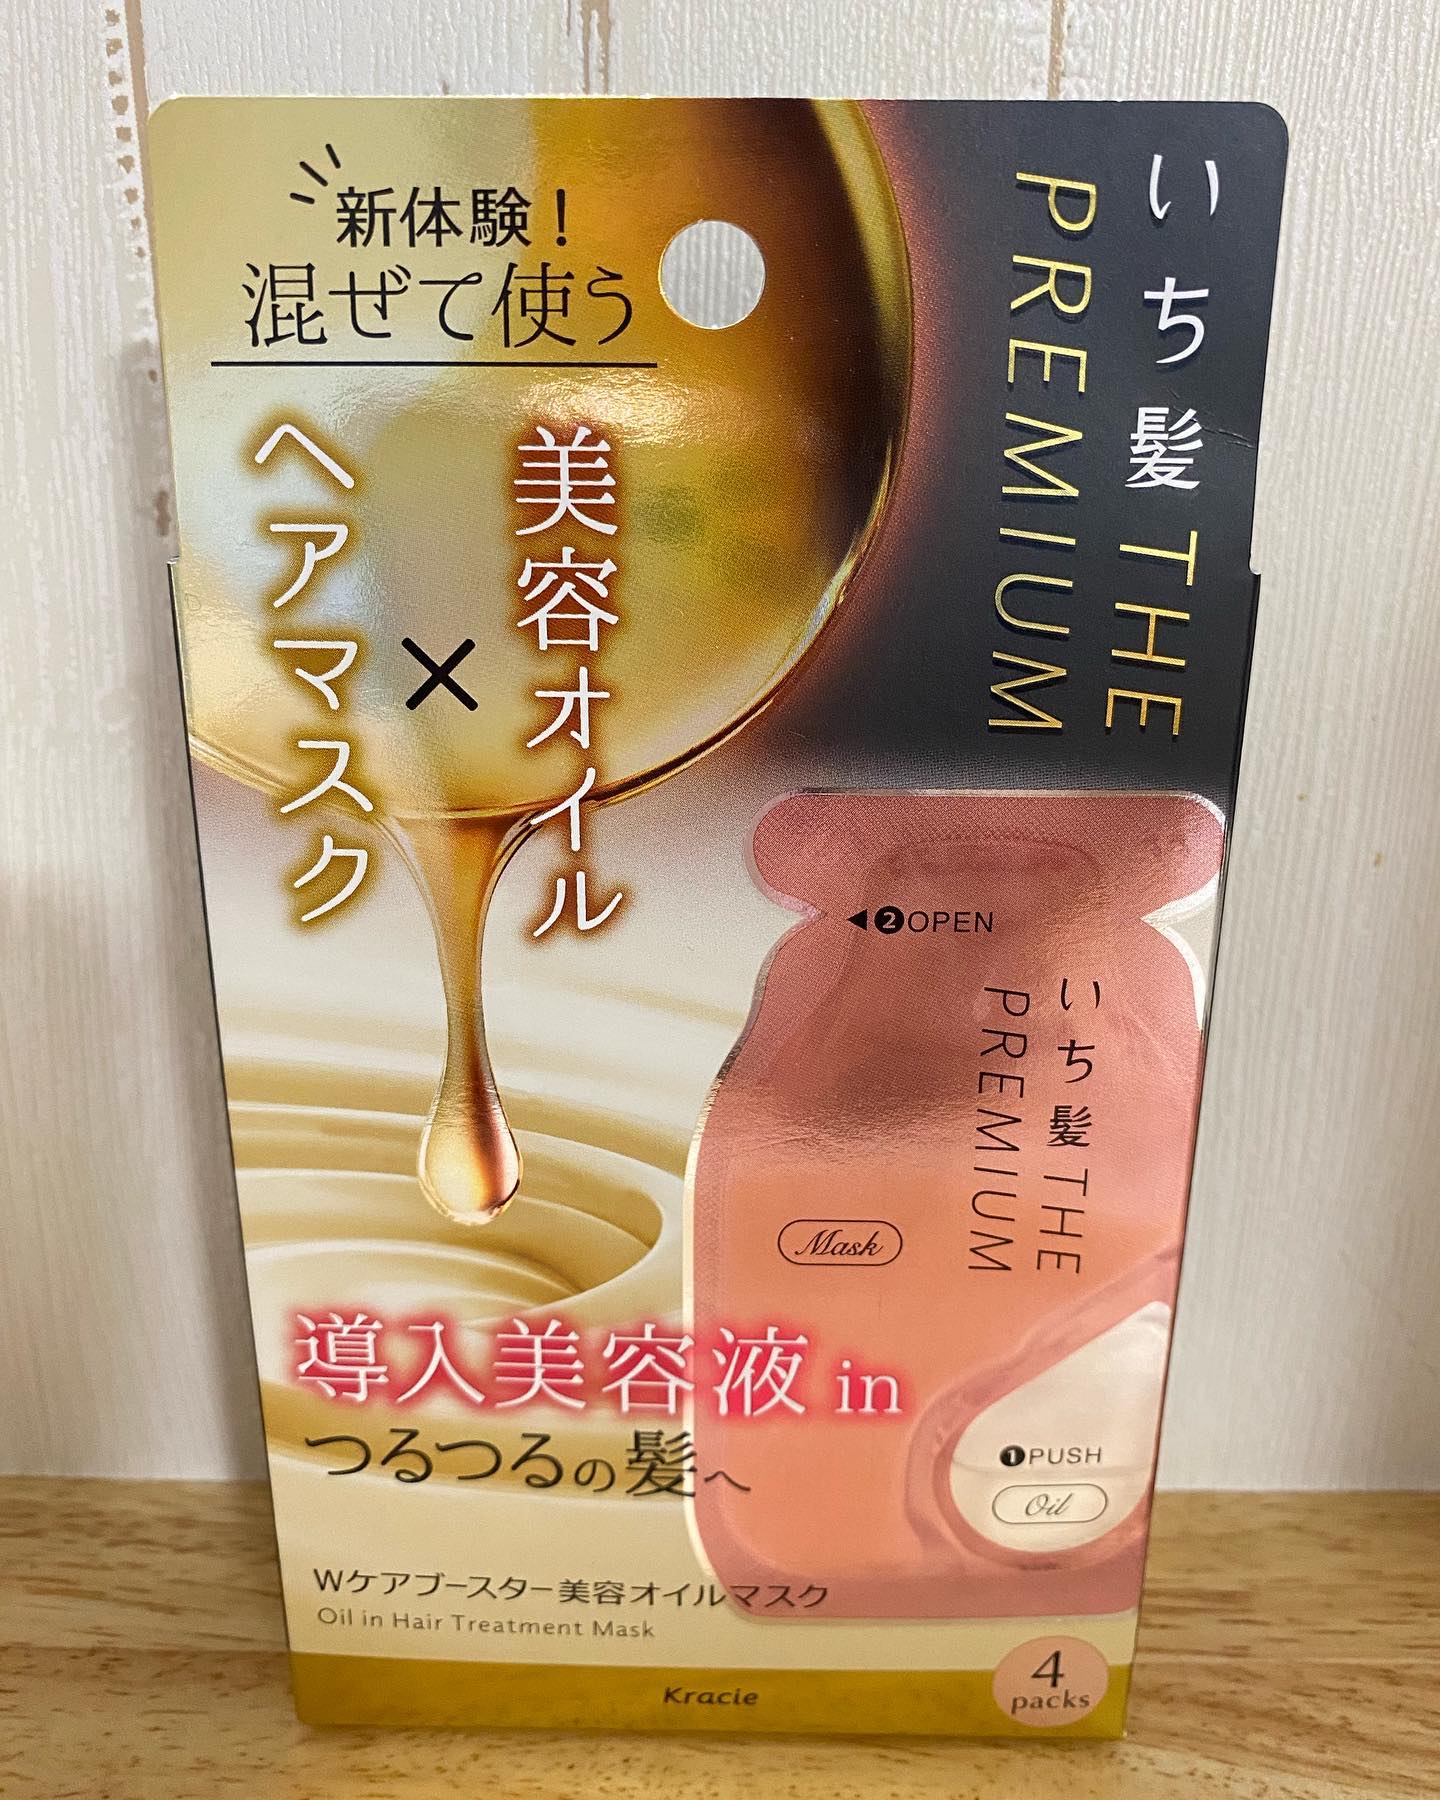 新体験!
混ぜて使う
美容オイル
×
ヘアマスク
いち髪 THE
PREMIUM
◀❷OPEN
いち髪 THE
PREMIUM
Mask
導入美容液 in
つるつるの髪へ
❶PUSH
Oil
Wケアブースター美容オイルマスク
Oil in Hair Treatment Mask
Kracie
4
packs